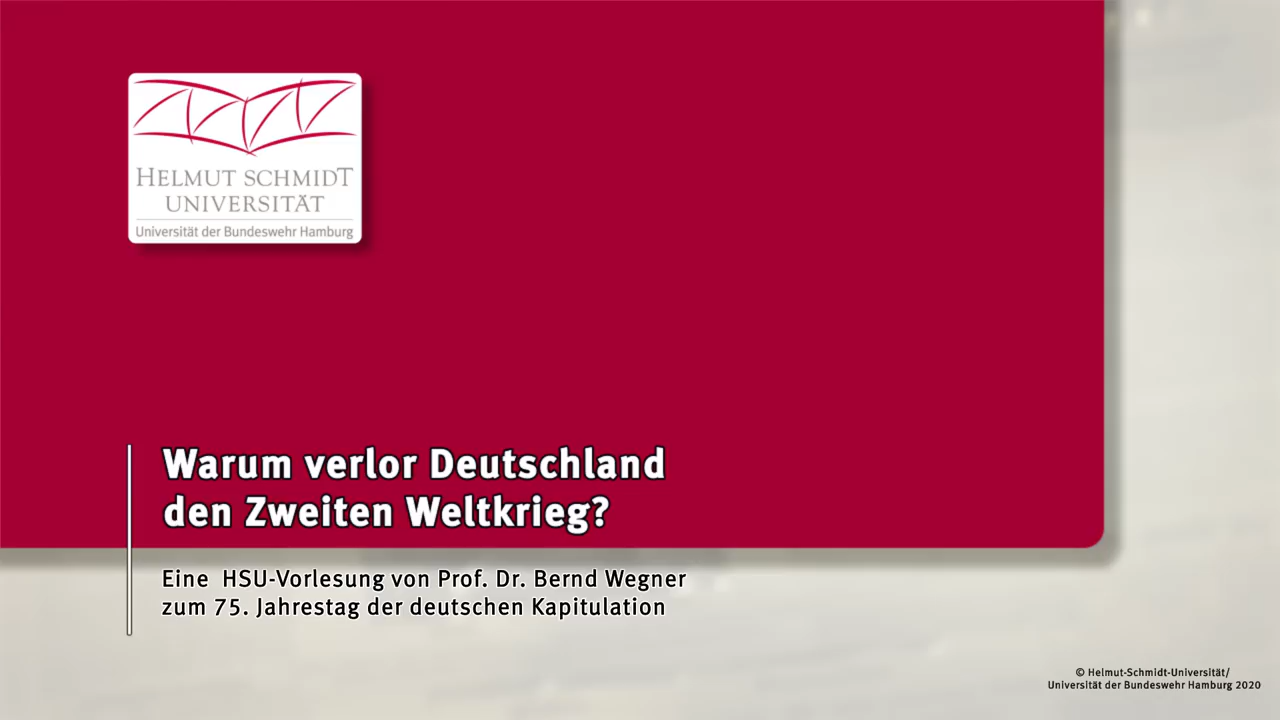 HELMUT SCHMIDT
UNIVERSITÄT
Universität der Bundeswehr Hamburg
Warum verlor Deutschland
den Zweiten Weltkrieg?
Eine HSU-Vorlesung von Prof. Dr. Bernd Wegner
zum 75. Jahrestag der deutschen Kapitulation
© Helmut-Schmidt-Universität/
Universität der Bundeswehr Hamburg 2020